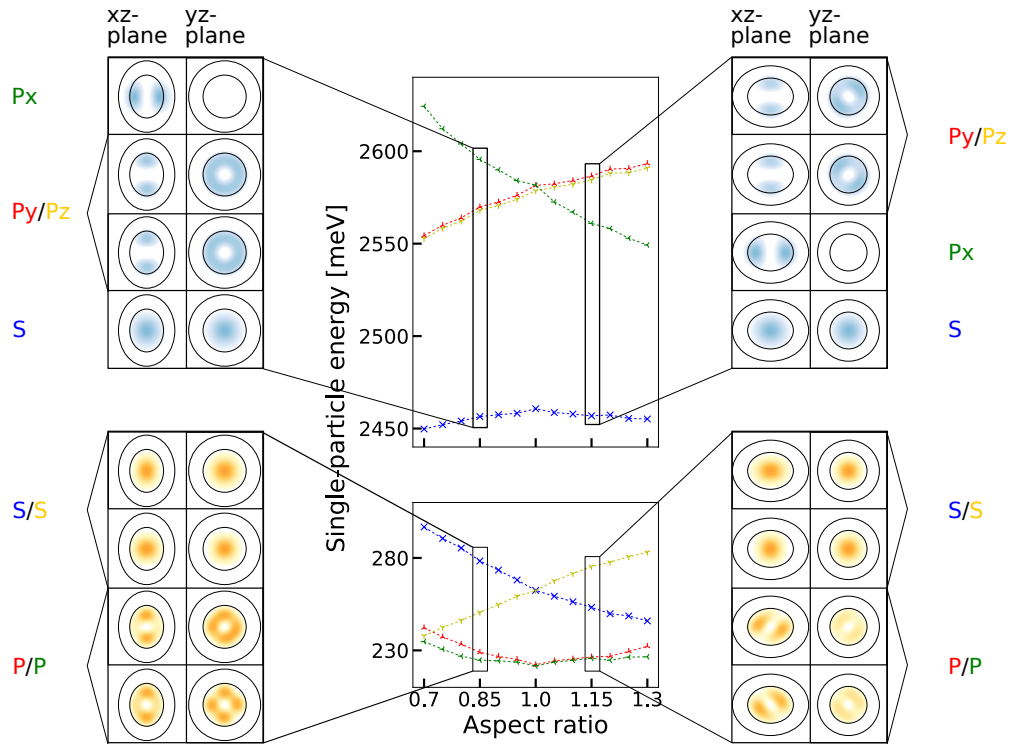 xz-
plane
yz-
plane
xz-
plane
yz-
plane
Px
Py/Pz
S
Py/Pz
Px
S
S/S
P/P
S/S
P/P
Single-particle energy [meV]
2600
2550
2500
2450
280
230
0.7
0.85
1.0
1.15
1.3
Aspect ratio